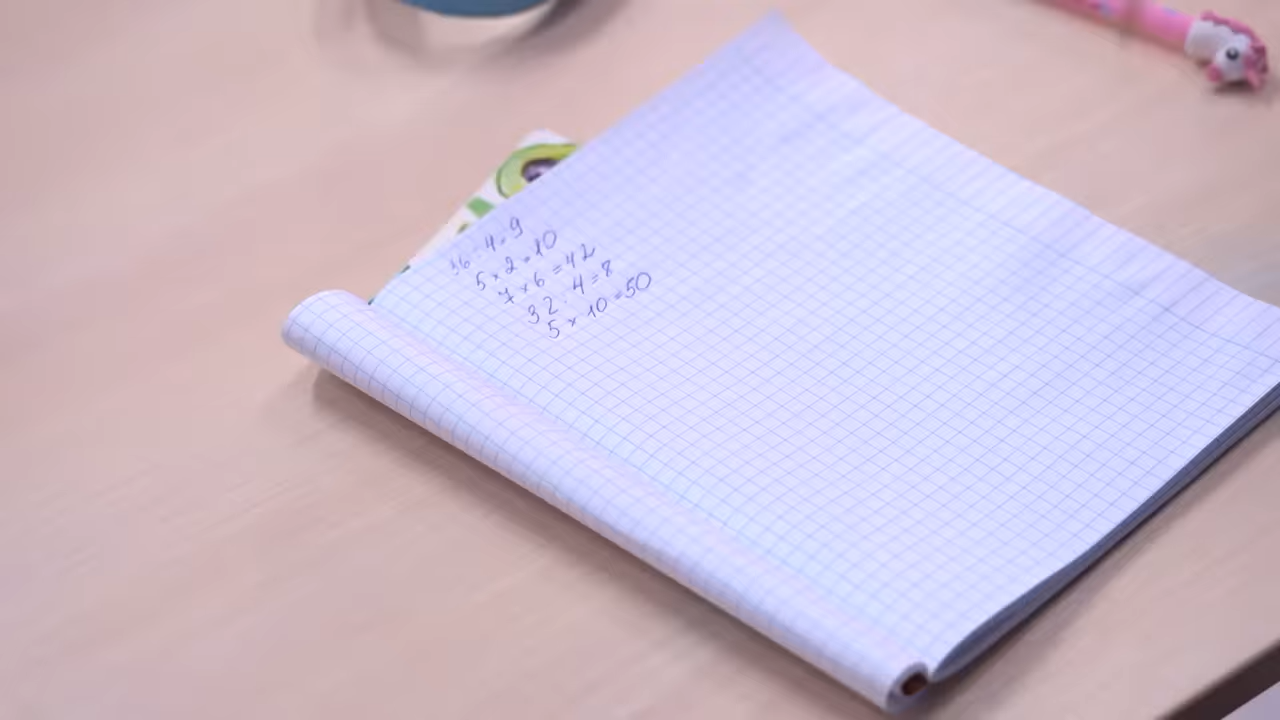 36 : 4 = 9
5 × 2 = 10
7 × 6 = 42
32 : 4 = 8
5 × 10 = 50